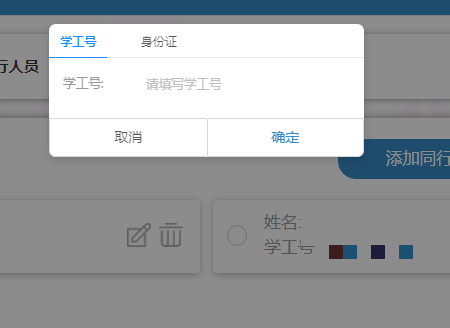 学工号 身份证
行人员
学工号: 请填写学工号
取消 确定
添加同行
姓名:
学工号